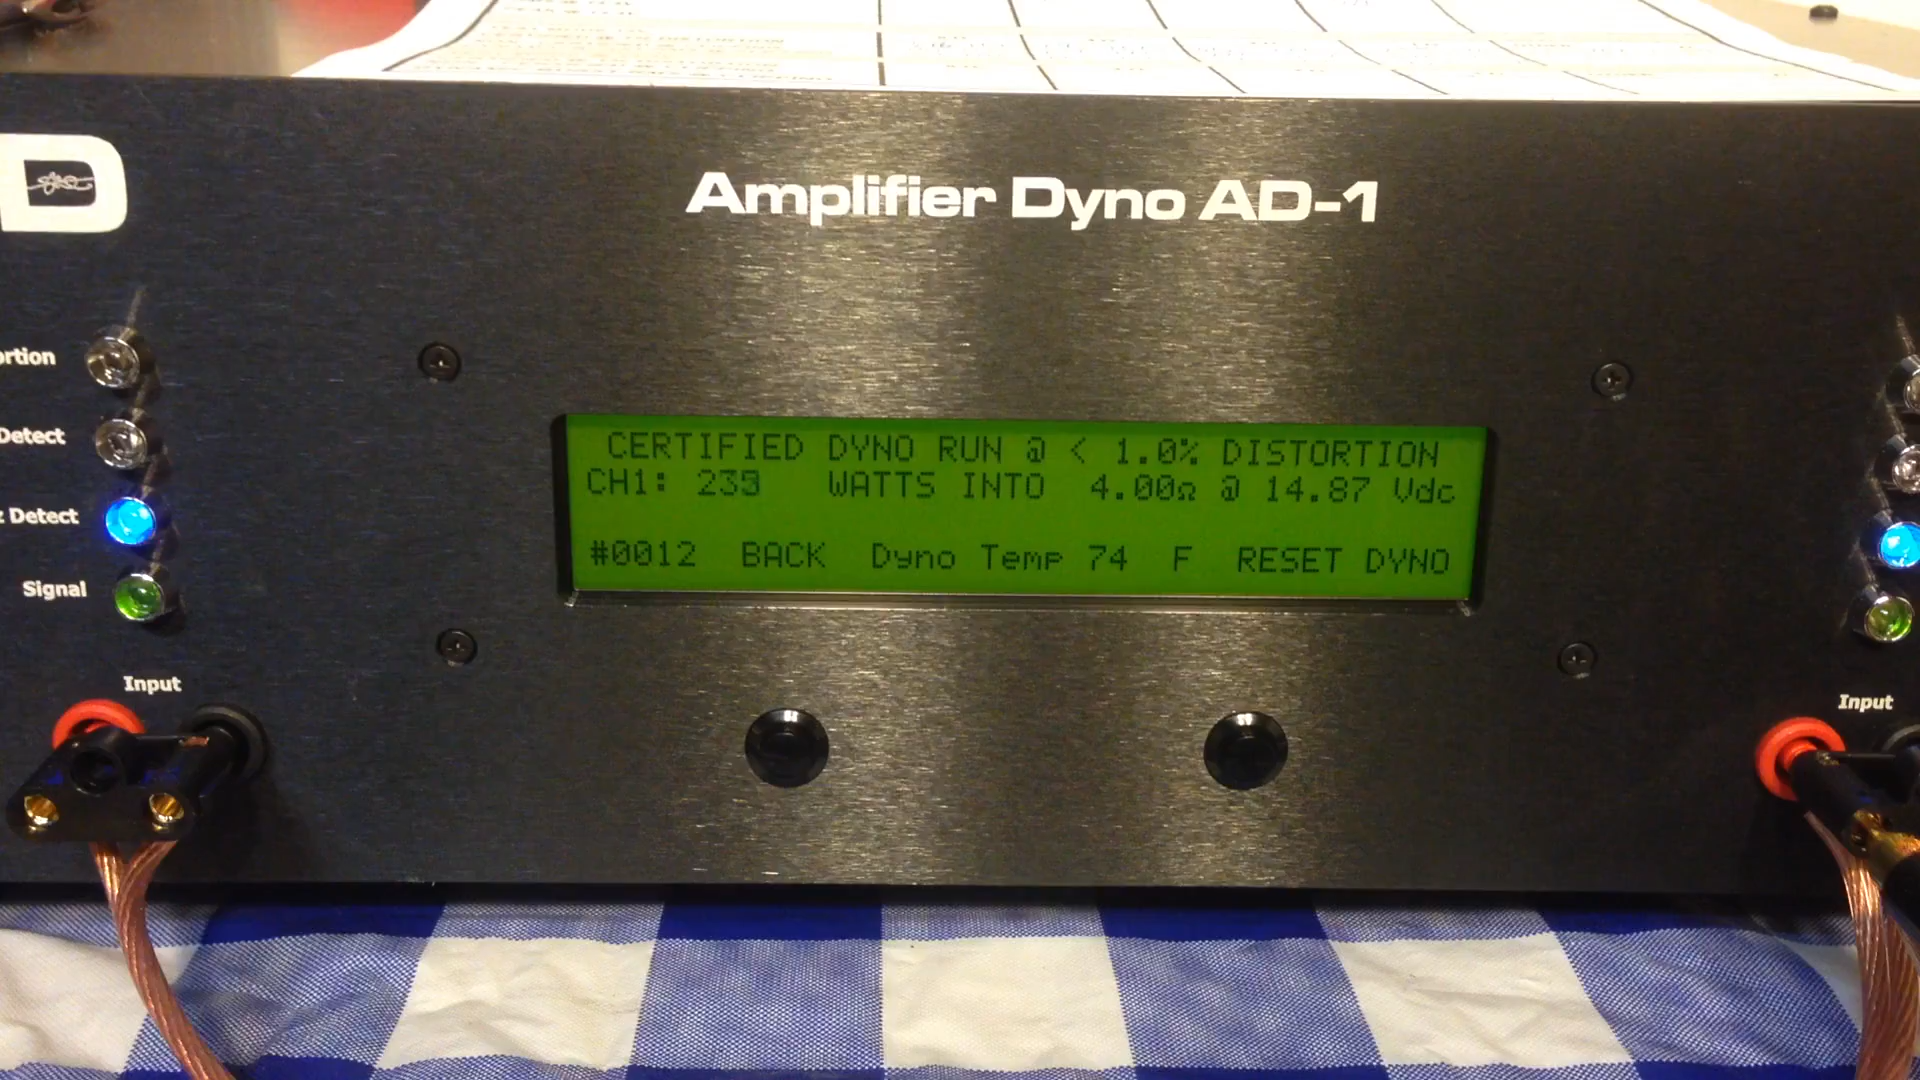 D
Amplifier Dyno AD-1
ortion
Detect
z Detect
Signal
Input
CERTIFIED DYNO RUN @ < 1.0% DISTORTION
CH1: WATTS INTO 4.00Ω @ 14.87 Vdc
#0012 BACK Dyno Temp 74 F RESET DYNO
Input